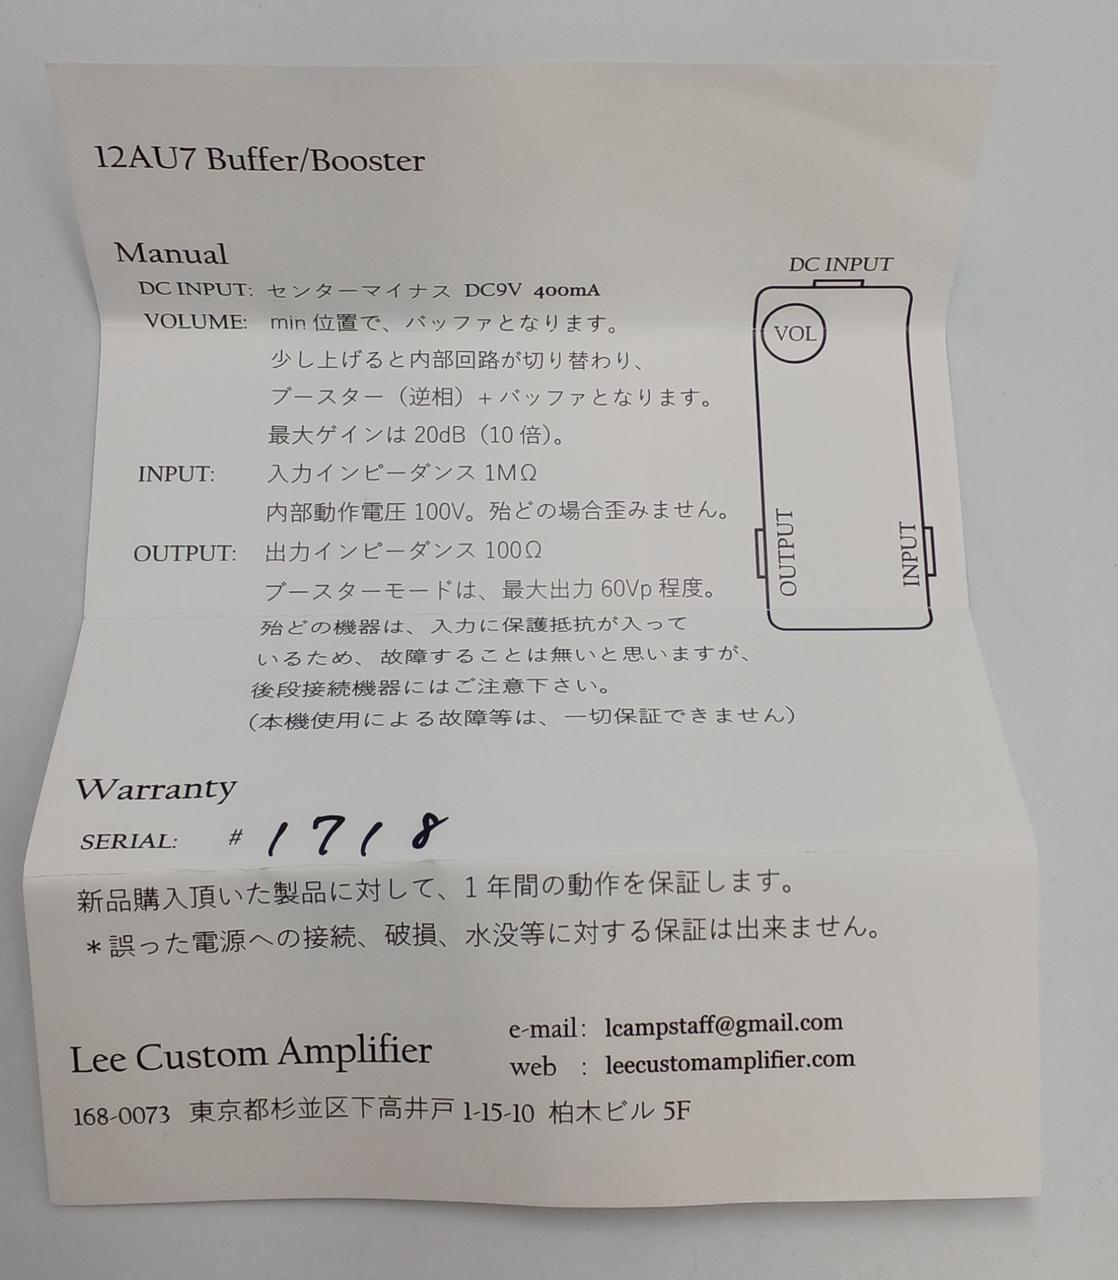 12AU7 Buffer/Booster
Manual
DC INPUT: センターマイナス DC9V 400mA
VOLUME: min 位置で、バッファとなります。
少し上げると内部回路が切り替わり、
ブースター（逆相）+ バッファとなります。
最大ゲインは 20dB（10 倍）。
INPUT: 入力インピーダンス 1MΩ
内部動作電圧 100V。殆どの場合歪みません。
OUTPUT: 出力インピーダンス 100Ω
ブースターモードは、最大出力 60Vp 程度。
殆どの機器は、入力に保護抵抗が入って
いるため、故障することは無いと思いますが、
後段接続機器にはご注意下さい。
（本機使用による故障等は、一切保証できません）
DC INPUT
VOL
OUTPUT
INPUT
Warranty
SERIAL: # 1718
新品購入頂いた製品に対して、1 年間の動作を保証します。
＊誤った電源への接続、破損、水没等に対する保証は出来ません。
Lee Custom Amplifier
e-mail : lcampstaff@gmail.com
web : leecustomamplifier.com
168-0073 東京都杉並区下高井戸 1-15-10 柏木ビル 5F